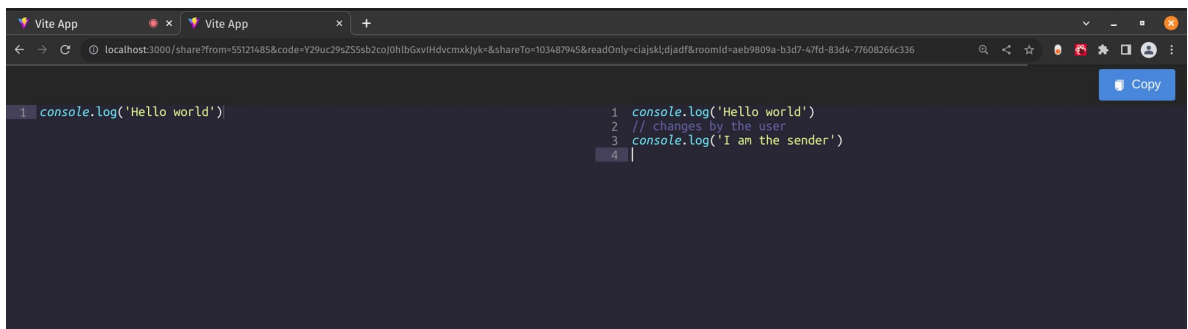 Vite App
Vite App
localhost:3000/share?from=55121485&code=Y29uc29sZS5sb2coJ0hlbGxvIHdvcmxkJyk=&shareTo=103487945&readOnly=ciajskl;djadf&roomId=aeb9809a-b3d7-47fd-83d4-77608266c336
Copy
1 console.log('Hello world')
1 console.log('Hello world')
2 // changes by the user
3 console.log('I am the sender')
4